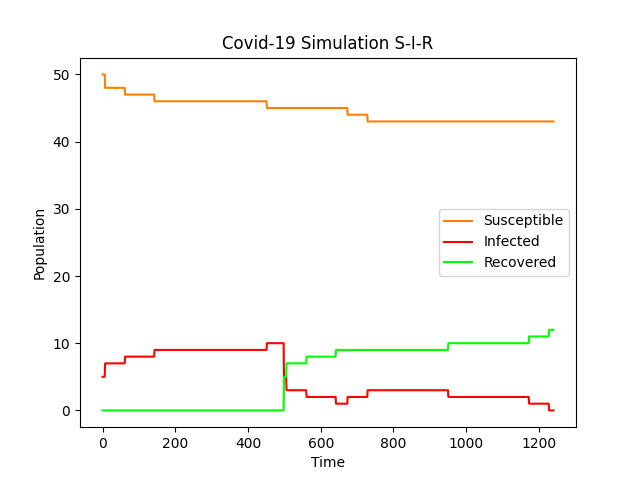 Covid-19 Simulation S-I-R
50
40
30
20
10
0
Population
Susceptible
Infected
Recovered
0 200 400 600 800 1000 1200
Time